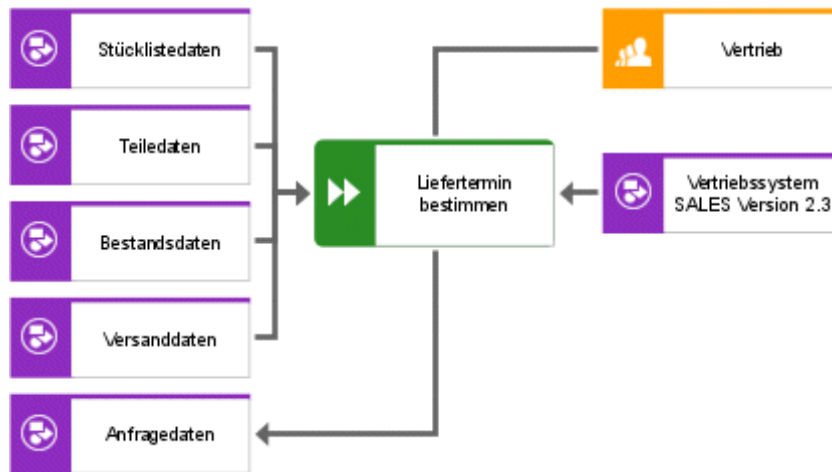 Stücklistedaten
Vertrieb
Teiledaten
Liefertermin
bestimmen
Vertriebssystem
SALES Version 2.3
Bestandsdaten
Versanddaten
Anfragedaten